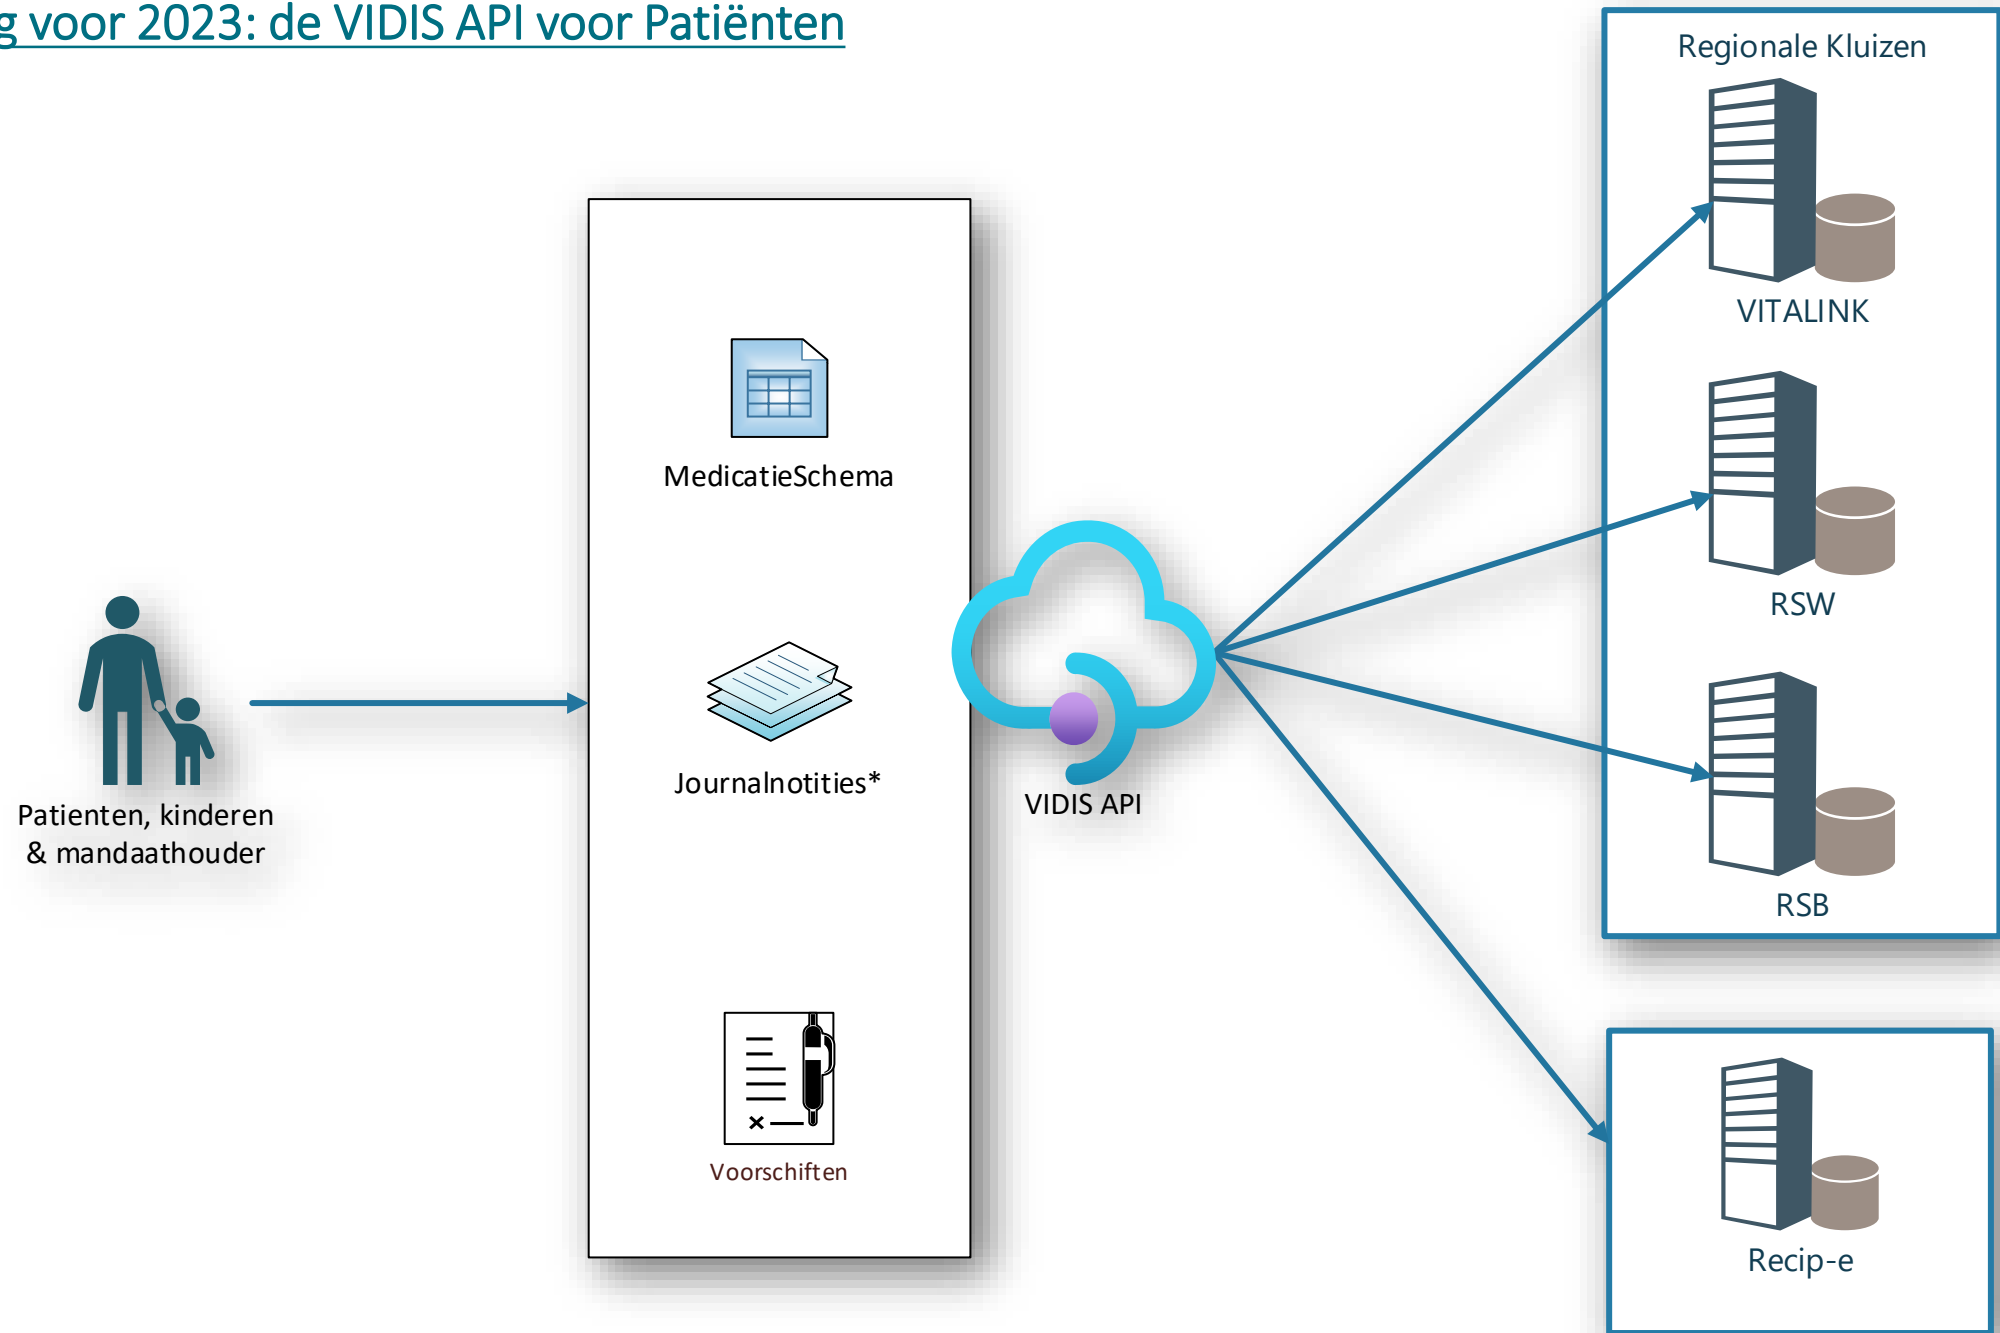 voor 2023: de VIDIS API voor Patiënten
Regionale Kluizen
VITALINK
RSW
RSB
Recip-e
MedicatieSchema
Journalnotities*
Voorschiften
VIDIS API
Patienten, kinderen
& mandaathouder